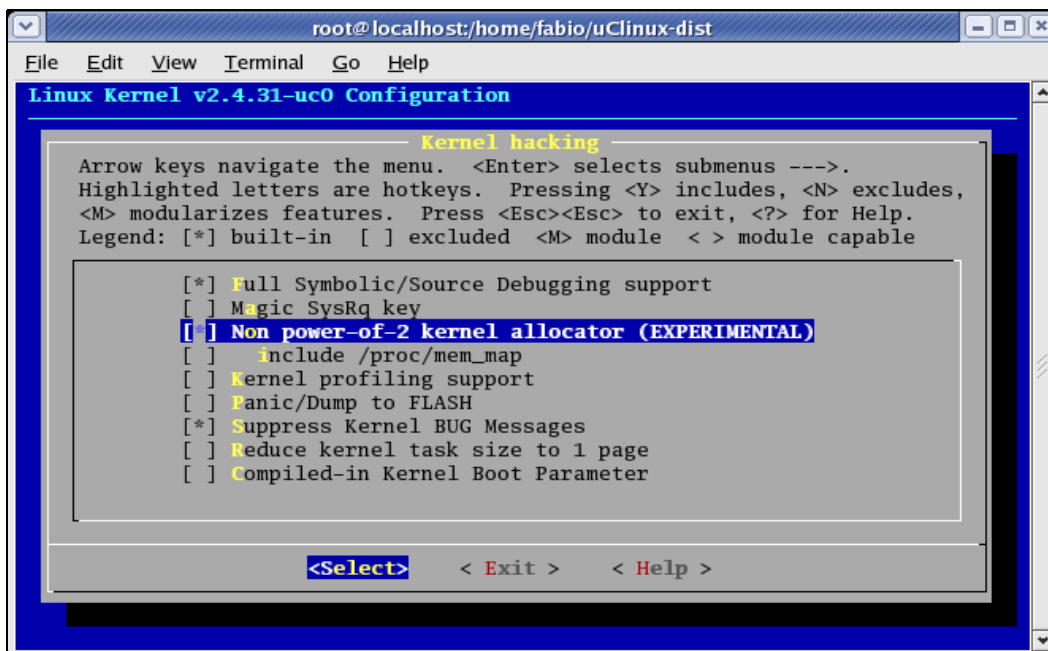 root@localhost:/home/fabio/uClinux-dist
File Edit View Terminal Go Help
Linux Kernel v2.4.31-uc0 Configuration
Kernel hacking
Arrow keys navigate the menu. <Enter> selects submenus --->.
Highlighted letters are hotkeys. Pressing <Y> includes, <N> excludes,
<M> modularizes features. Press <Esc><Esc> to exit, <?> for Help.
Legend: [*] built-in [ ] excluded <M> module < > module capable
[*] Full Symbolic/Source Debugging support
[ ] Magic SysRq key
[*] Non power-of-2 kernel allocator (EXPERIMENTAL)
[ ]   include /proc/mem_map
[ ] Kernel profiling support
[ ] Panic/Dump to FLASH
[*] Suppress Kernel BUG Messages
[ ] Reduce kernel task size to 1 page
[ ] Compiled-in Kernel Boot Parameter
<Select> < Exit > < Help >